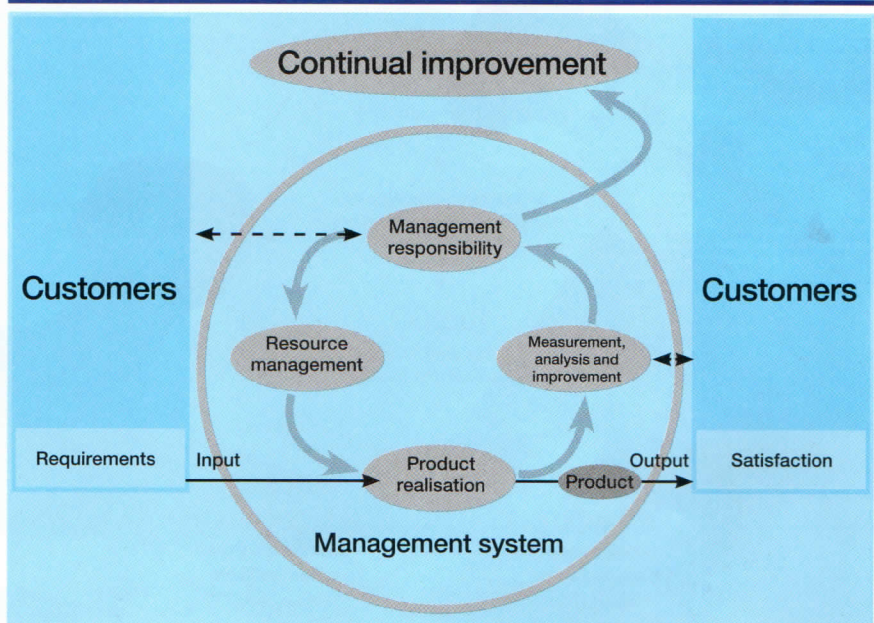 Continual improvement
Management
responsibility
Customers
Customers
Resource
management
Measurement,
analysis and
improvement
Requirements
Input
Product
realisation
Product
Output
Satisfaction
Management system